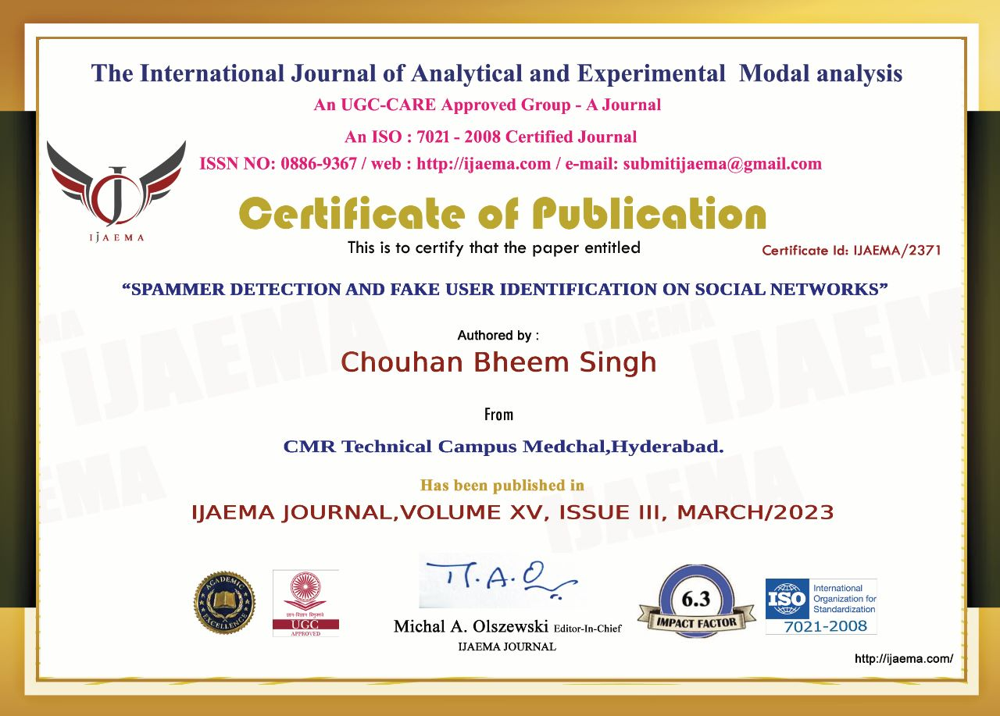 The International Journal of Analytical and Experimental Modal analysis
An UGC-CARE Approved Group - A Journal
An ISO : 7021 - 2008 Certified Journal
ISSN NO: 0886-9367 / web : http://ijaema.com / e-mail: submitijaema@gmail.com
IJAEMA
Certificate of Publication
This is to certify that the paper entitled
Certificate Id: IJAEMA/2371
“SPAMMER DETECTION AND FAKE USER IDENTIFICATION ON SOCIAL NETWORKS”
Authored by :
Chouhan Bheem Singh
From
CMR Technical Campus Medchal,Hyderabad.
Has been published in
IJAEMA JOURNAL,VOLUME XV, ISSUE III, MARCH/2023
ACADEMIC
EXCELLENCE
ज्ञान-विज्ञान विमुक्तये
UGC
APPROVED
M.A.O
Michal A. Olszewski Editor-In-Chief
IJAEMA JOURNAL
6.3
IMPACT FACTOR
ISO
International
Organization for
Standardization
7021-2008
http://ijaema.com/
IJAEMA
IJAEMA
IJAEMA
IJAEMA